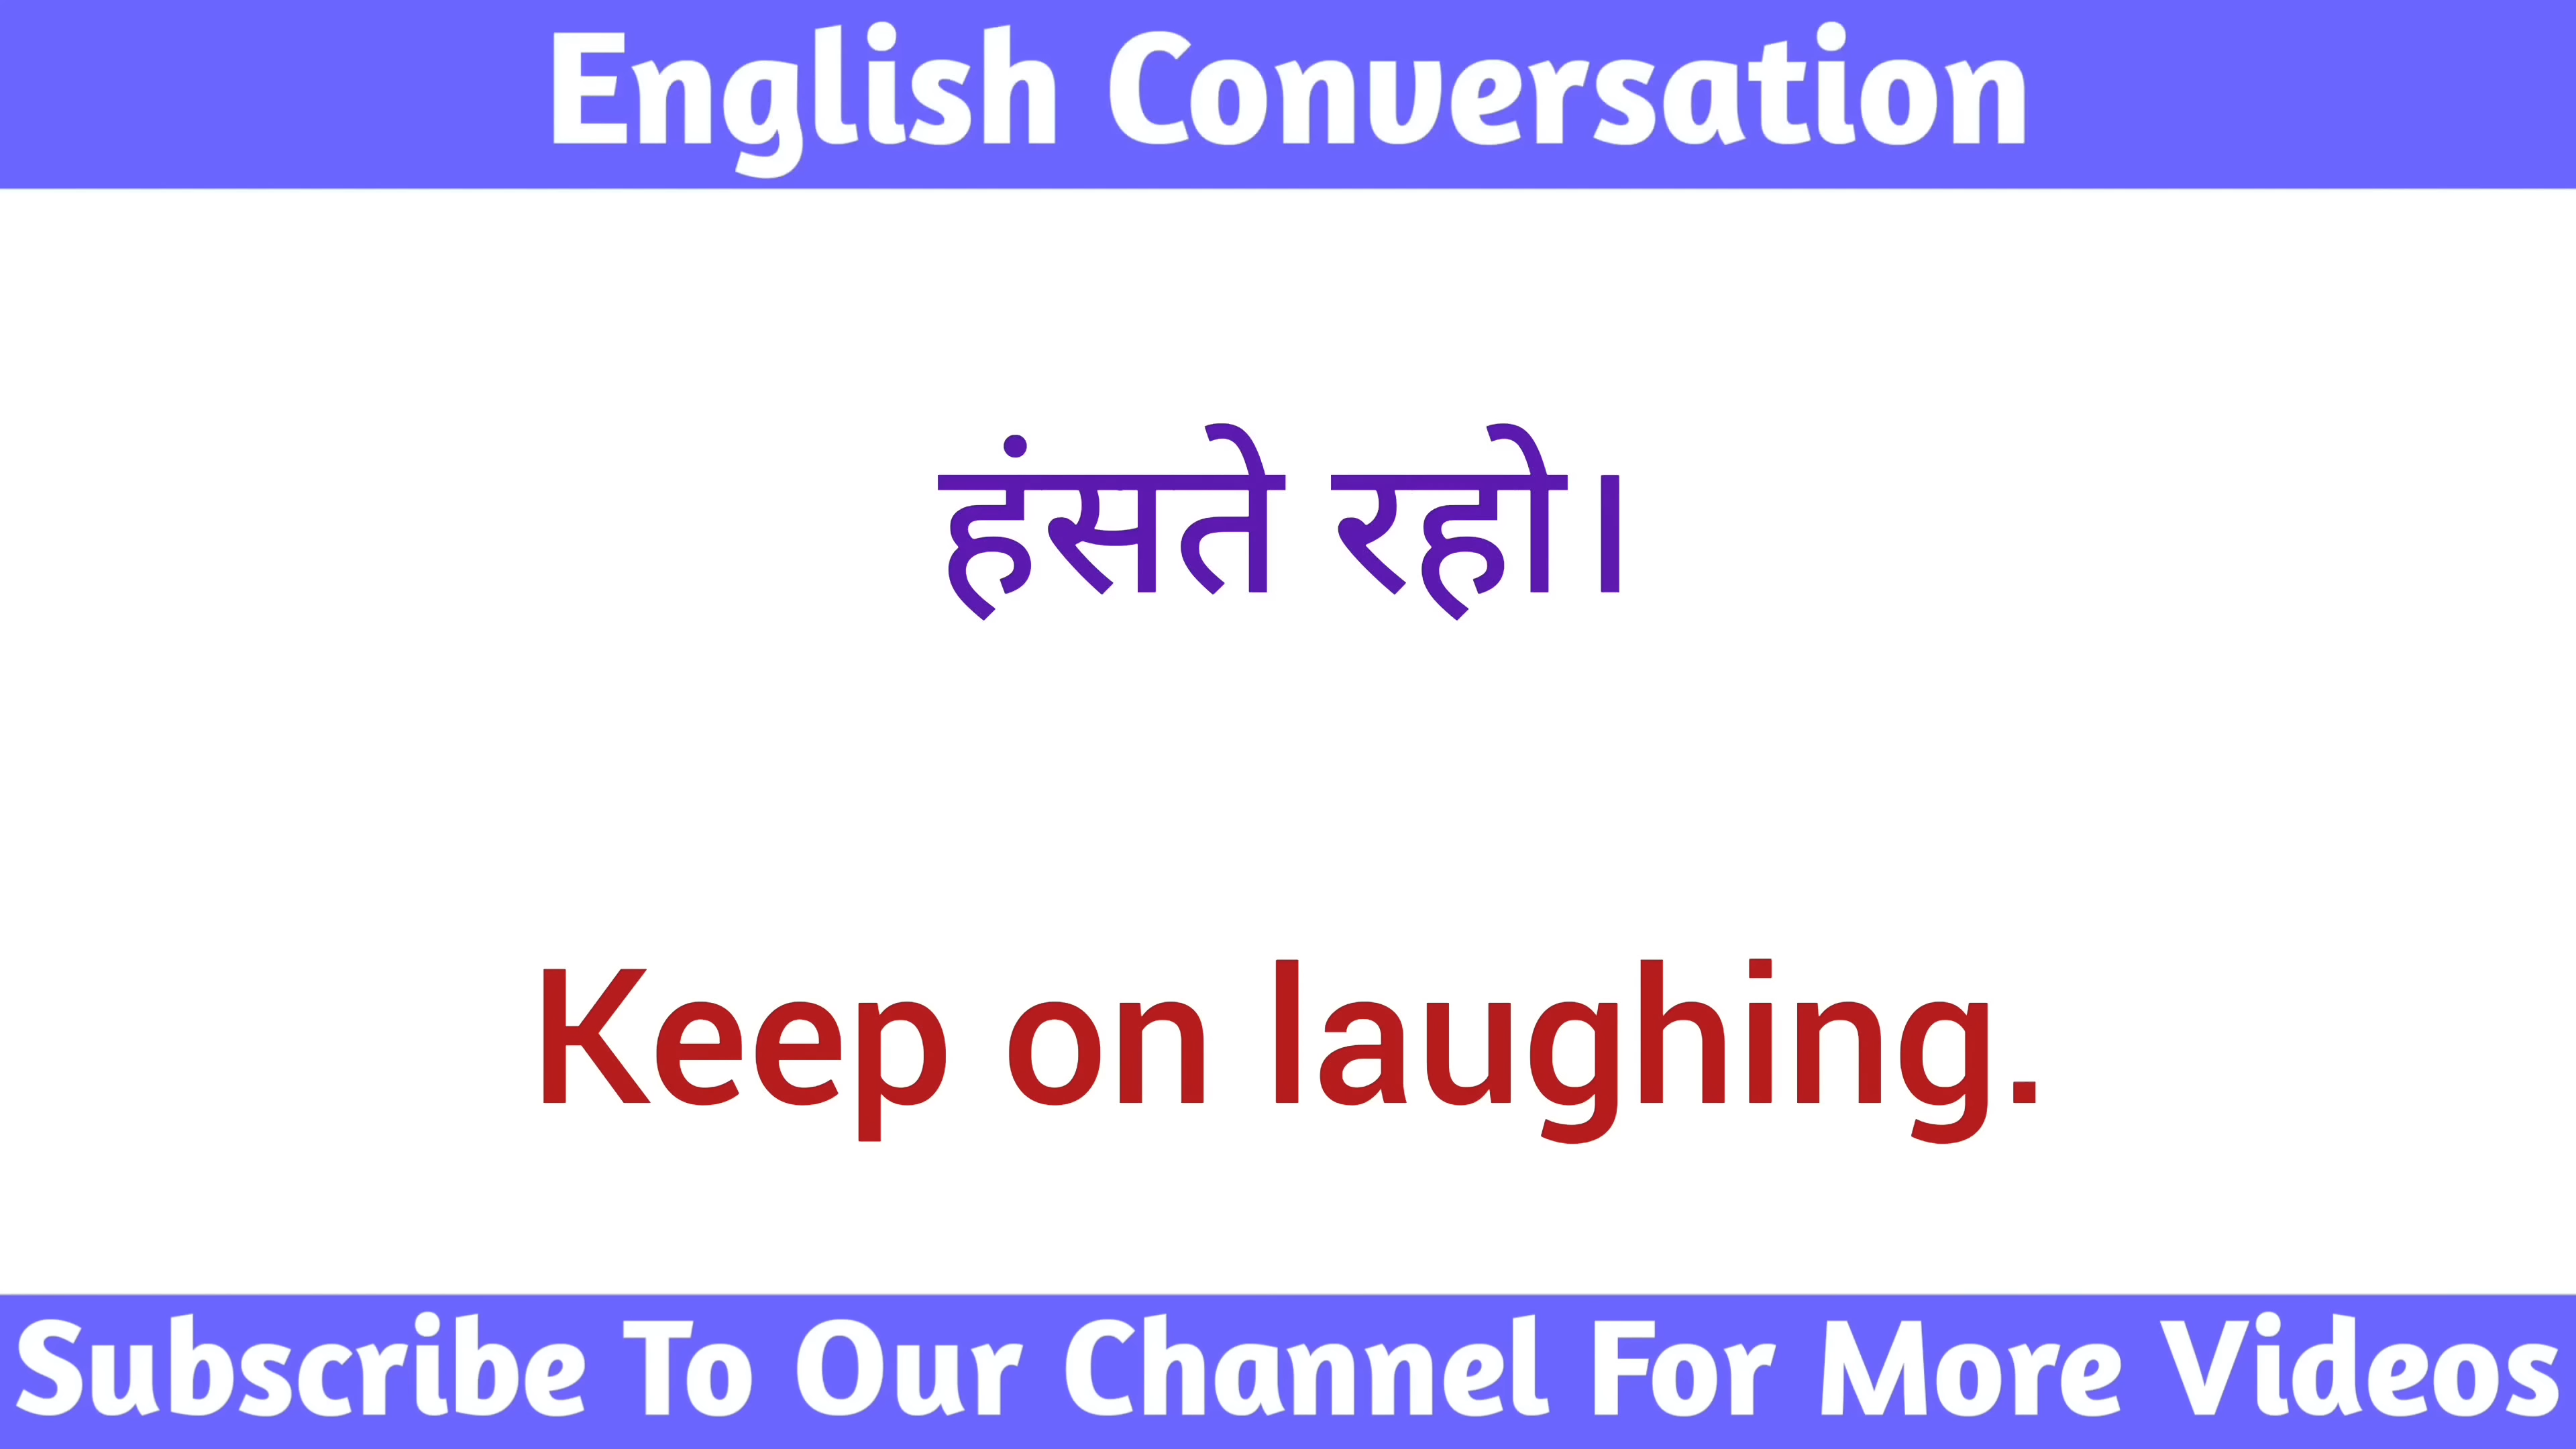 English Conversation
हंसते रहो।
Keep on laughing.
Subscribe To Our Channel For More Videos